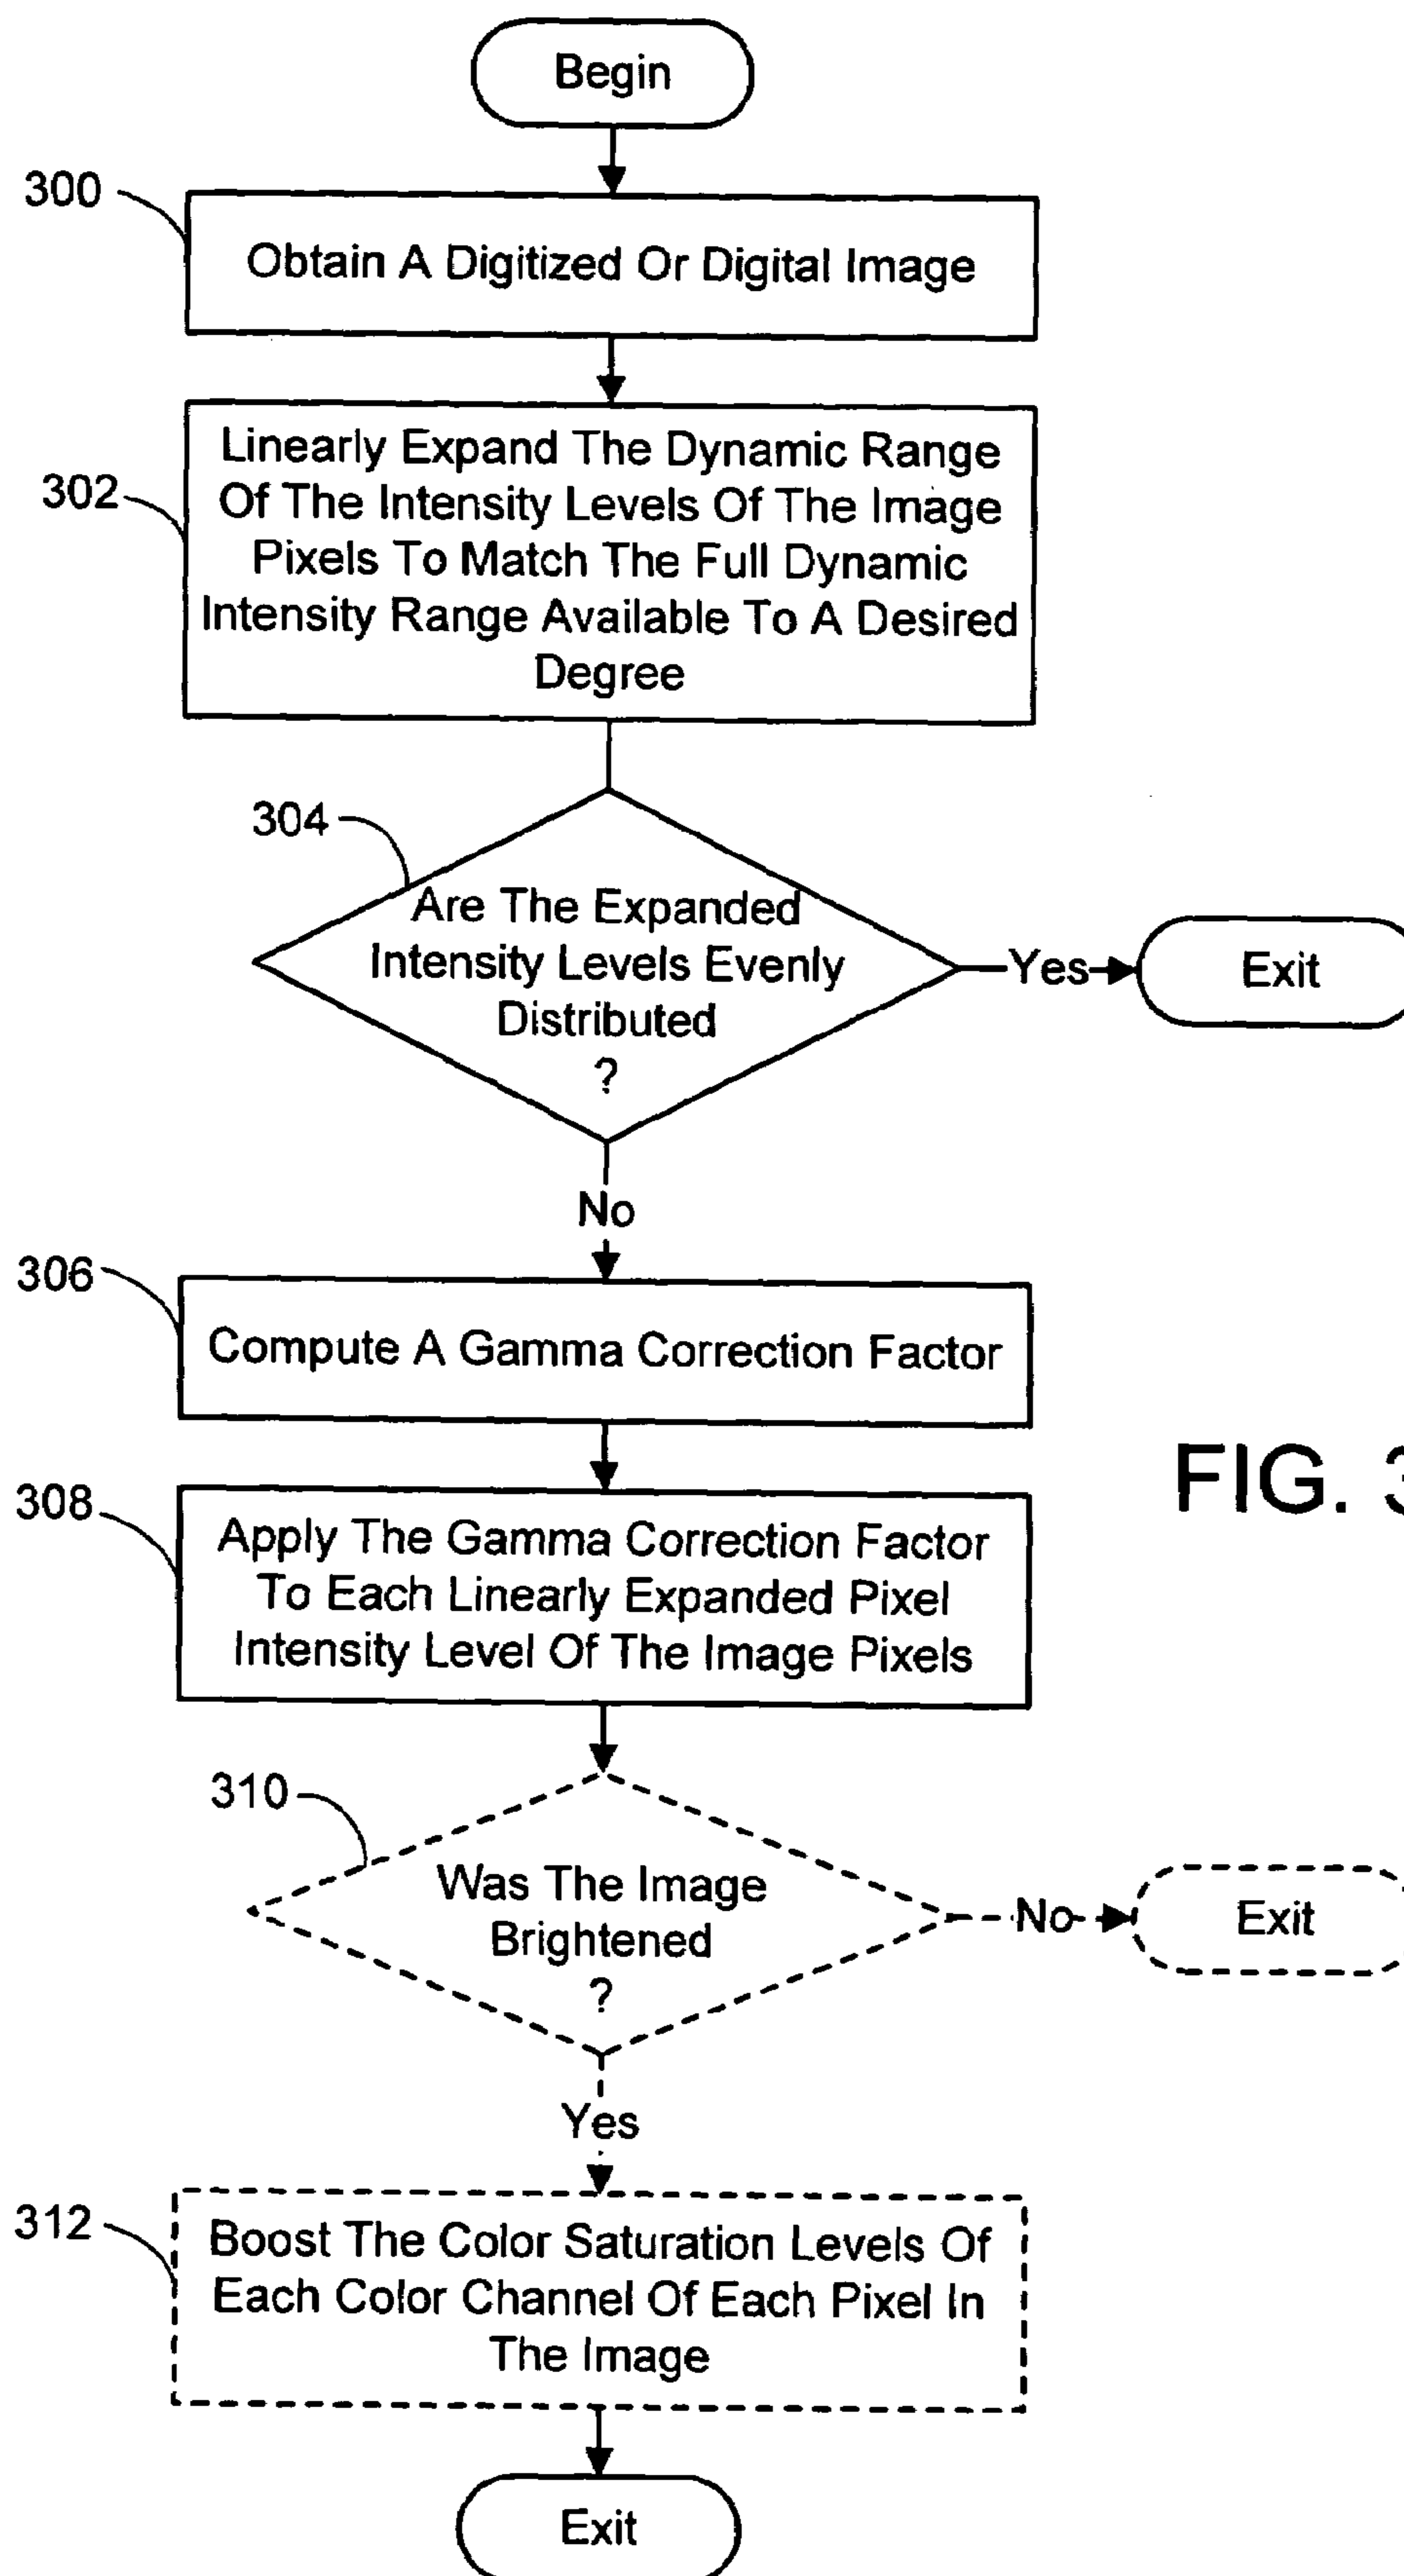 Begin
300
Obtain A Digitized Or Digital Image
302
Linearly Expand The Dynamic Range
Of The Intensity Levels Of The Image
Pixels To Match The Full Dynamic
Intensity Range Available To A Desired
Degree
304
Are The Expanded
Intensity Levels Evenly
Distributed
?
Yes
Exit
No
306
Compute A Gamma Correction Factor
308
Apply The Gamma Correction Factor
To Each Linearly Expanded Pixel
Intensity Level Of The Image Pixels
FIG. 3
310
Was The Image
Brightened
?
No
Exit
Yes
312
Boost The Color Saturation Levels Of
Each Color Channel Of Each Pixel In
The Image
Exit